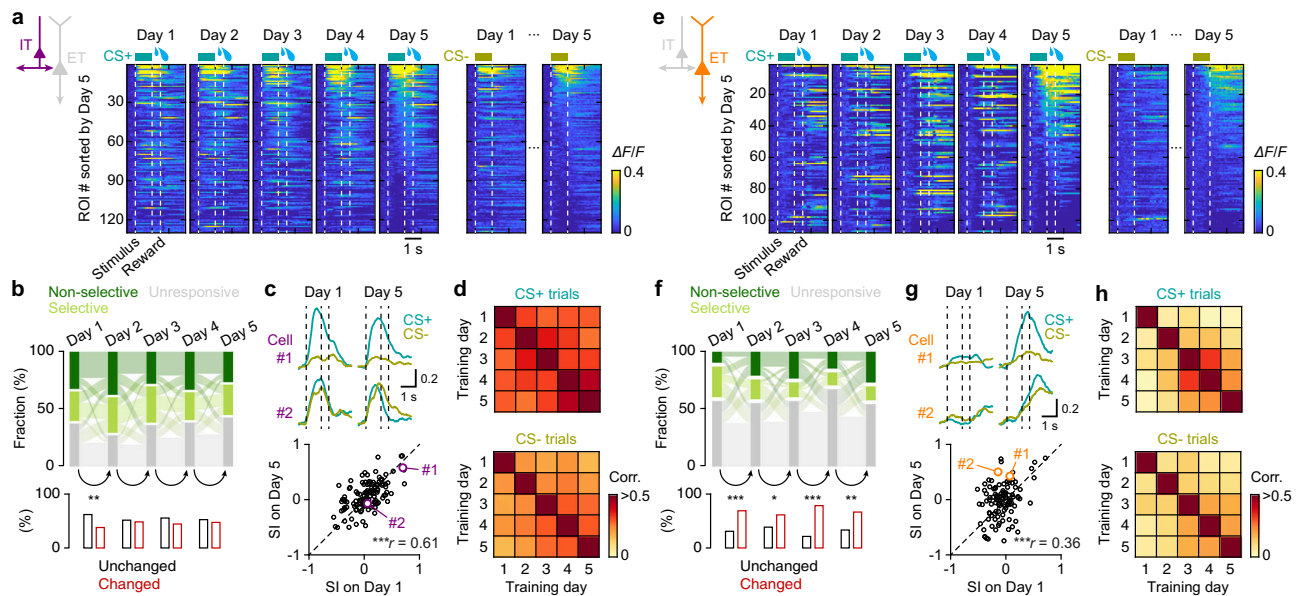 a
IT
ET
Day 1
Day 2
Day 3
Day 4
Day 5
Day 1
...
Day 5
CS+
CS-
ROI # sorted by Day 5
30
60
90
120
...
ΔF/F
0.4
0
Stimulus
Reward
1 s
e
IT
ET
Day 1
Day 2
Day 3
Day 4
Day 5
Day 1
...
Day 5
CS+
CS-
ROI # sorted by Day 5
20
40
60
80
100
...
ΔF/F
0.4
0
Stimulus
Reward
1 s
b
Non-selective
Unresponsive
Selective
Day 1
Day 2
Day 3
Day 4
Day 5
Fraction (%)
100
50
0
**
100
(%)
0
Unchanged
Changed
c
Day 1
Day 5
CS+
CS-
Cell
#1
#2
0.2
1 s
SI on Day 5
1
0
-1
#1
#2
***r = 0.61
-1
0
1
SI on Day 1
d
CS+ trials
Training day
1
2
3
4
5
CS- trials
Training day
1
2
3
4
5
1 2 3 4 5
Training day
Corr.
>0.5
0
f
Non-selective
Unresponsive
Selective
Day 1
Day 2
Day 3
Day 4
Day 5
Fraction (%)
100
50
0
***
*
***
**
100
(%)
0
Unchanged
Changed
g
Day 1
Day 5
CS+
CS-
Cell
#1
#2
0.2
1 s
SI on Day 5
1
0
-1
#2
#1
***r = 0.36
-1
0
1
SI on Day 1
h
CS+ trials
Training day
1
2
3
4
5
CS- trials
Training day
1
2
3
4
5
1 2 3 4 5
Training day
Corr.
>0.5
0